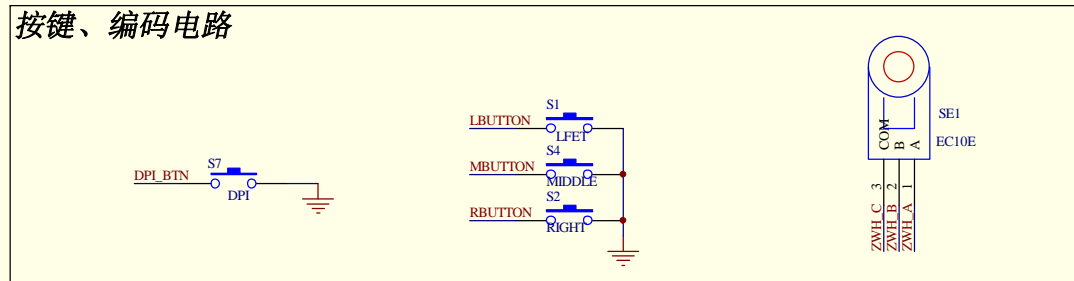 按键、编码电路
DPI_BTN
S7
DPI
LBUTTON
S1
LFET
MBUTTON
S4
MIDDLE
RBUTTON
S2
RIGHT
SE1
EC10E
COM
B
A
3
2
1
ZWH_C
ZWH_B
ZWH_A